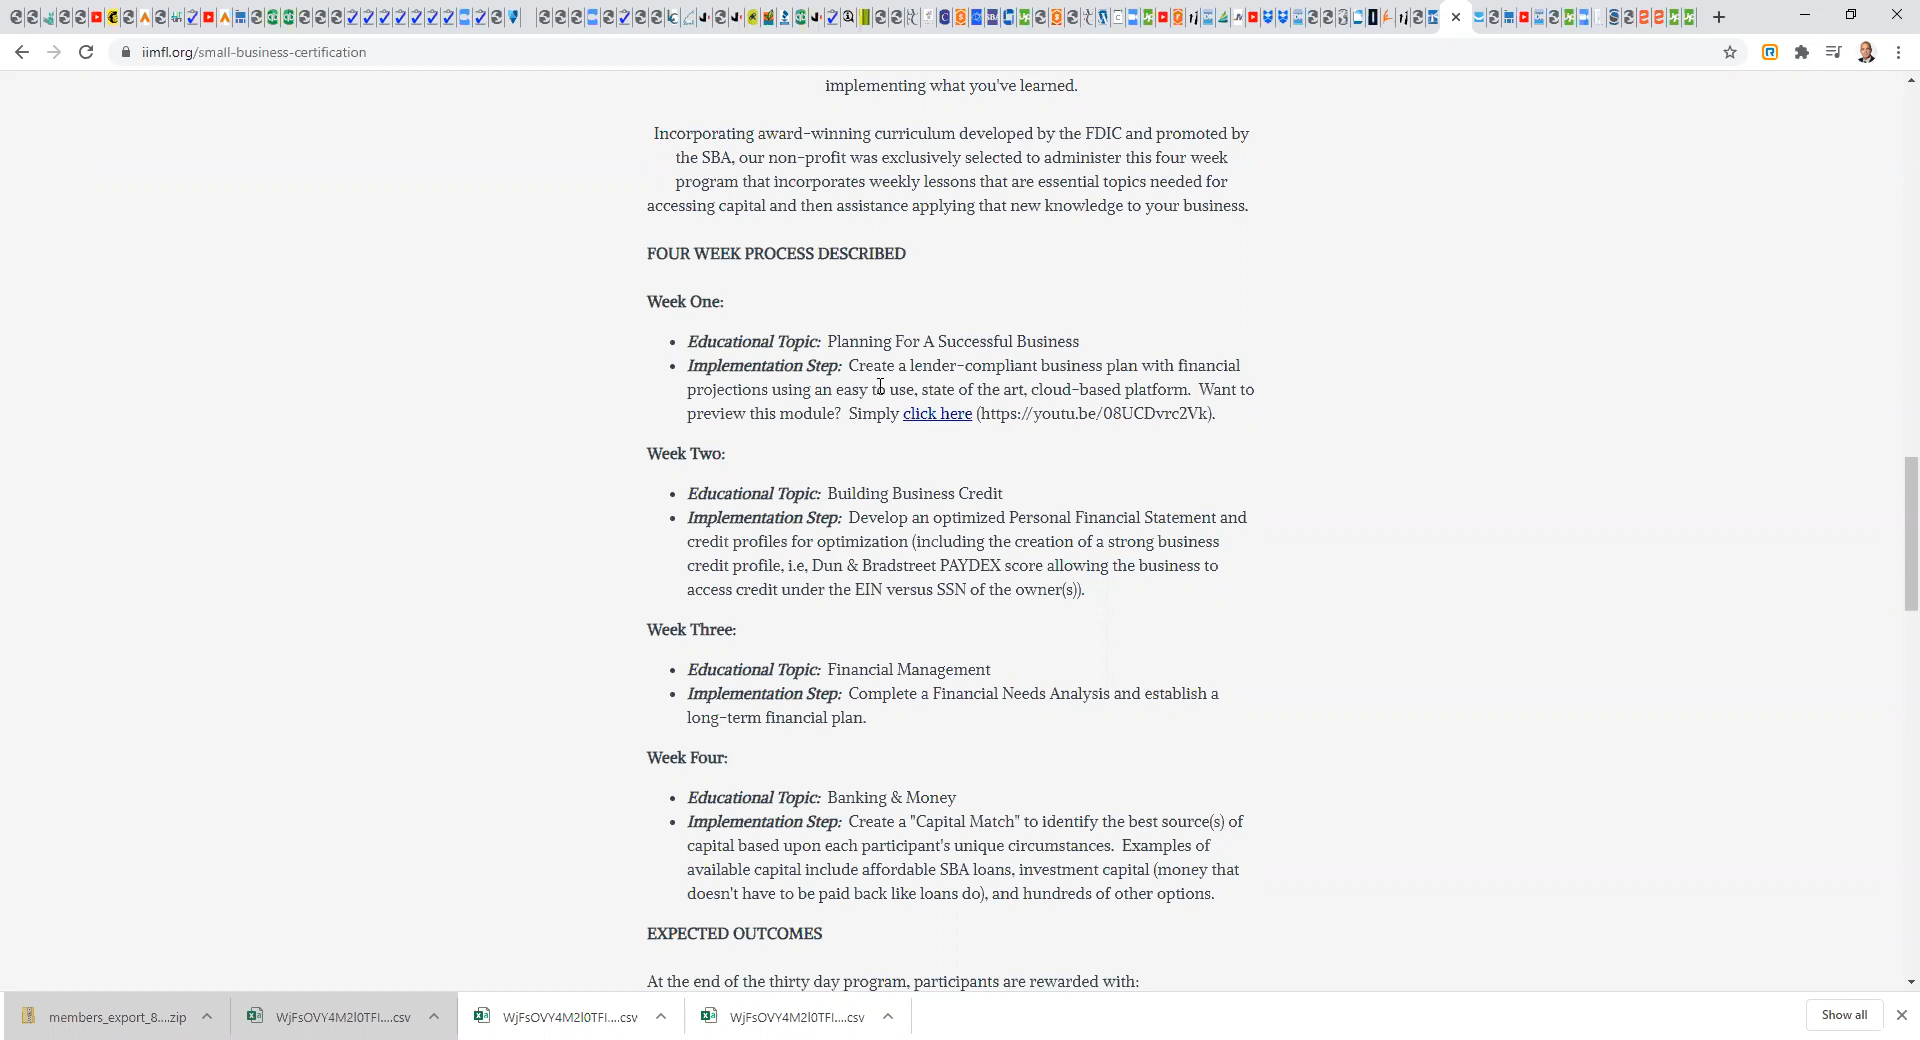 iimfl.org/small-business-certification
implementing what you've learned.
Incorporating award-winning curriculum developed by the FDIC and promoted by
the SBA, our non-profit was exclusively selected to administer this four week
program that incorporates weekly lessons that are essential topics needed for
accessing capital and then assistance applying that new knowledge to your business.
FOUR WEEK PROCESS DESCRIBED
Week One:
• Educational Topic: Planning For A Successful Business
• Implementation Step: Create a lender-compliant business plan with financial
projections using an easy to use, state of the art, cloud-based platform. Want to
preview this module? Simply click here (https://youtu.be/08UCDvrc2Vk).
Week Two:
• Educational Topic: Building Business Credit
• Implementation Step: Develop an optimized Personal Financial Statement and
credit profiles for optimization (including the creation of a strong business
credit profile, i.e, Dun & Bradstreet PAYDEX score allowing the business to
access credit under the EIN versus SSN of the owner(s)).
Week Three:
• Educational Topic: Financial Management
• Implementation Step: Complete a Financial Needs Analysis and establish a
long-term financial plan.
Week Four:
• Educational Topic: Banking & Money
• Implementation Step: Create a "Capital Match" to identify the best source(s) of
capital based upon each participant's unique circumstances. Examples of
available capital include affordable SBA loans, investment capital (money that
doesn't have to be paid back like loans do), and hundreds of other options.
EXPECTED OUTCOMES
At the end of the thirty day program, participants are rewarded with:
members_export_8....zip
WjFsOVY4M2l0TFI....csv
WjFsOVY4M2l0TFI....csv
WjFsOVY4M2l0TFI....csv
Show all